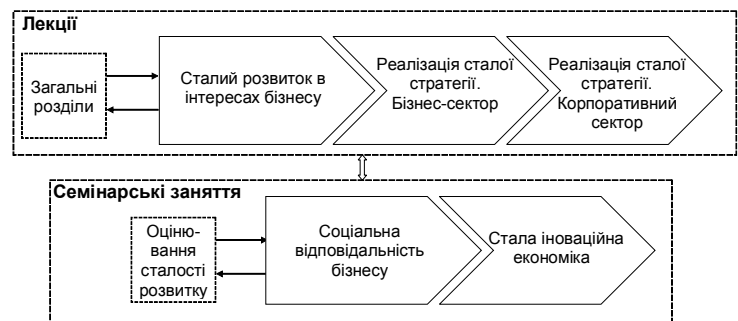 Лекції
Загальні
розділи
Сталий розвиток в
інтересах бізнесу
Реалізація сталої
стратегії.
Бізнес-сектор
Реалізація сталої
стратегії.
Корпоративний
сектор
Семінарські заняття
Оціню-
вання
сталості
розвитку
Соціальна
відповідальність
бізнесу
Стала іноваційна
економіка